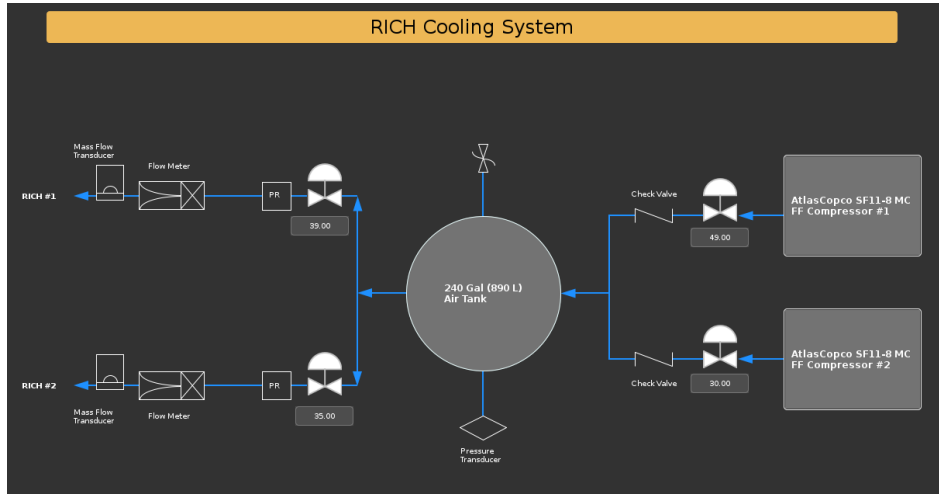 RICH Cooling System
Mass Flow
Transducer
Flow Meter
RICH #1
PR
39.00
Check Valve
49.00
AtlasCopco SF11-8 MC
FF Compressor #1
240 Gal (890 L)
Air Tank
RICH #2
Mass Flow
Transducer
Flow Meter
PR
35.00
Pressure
Transducer
Check Valve
30.00
AtlasCopco SF11-8 MC
FF Compressor #2